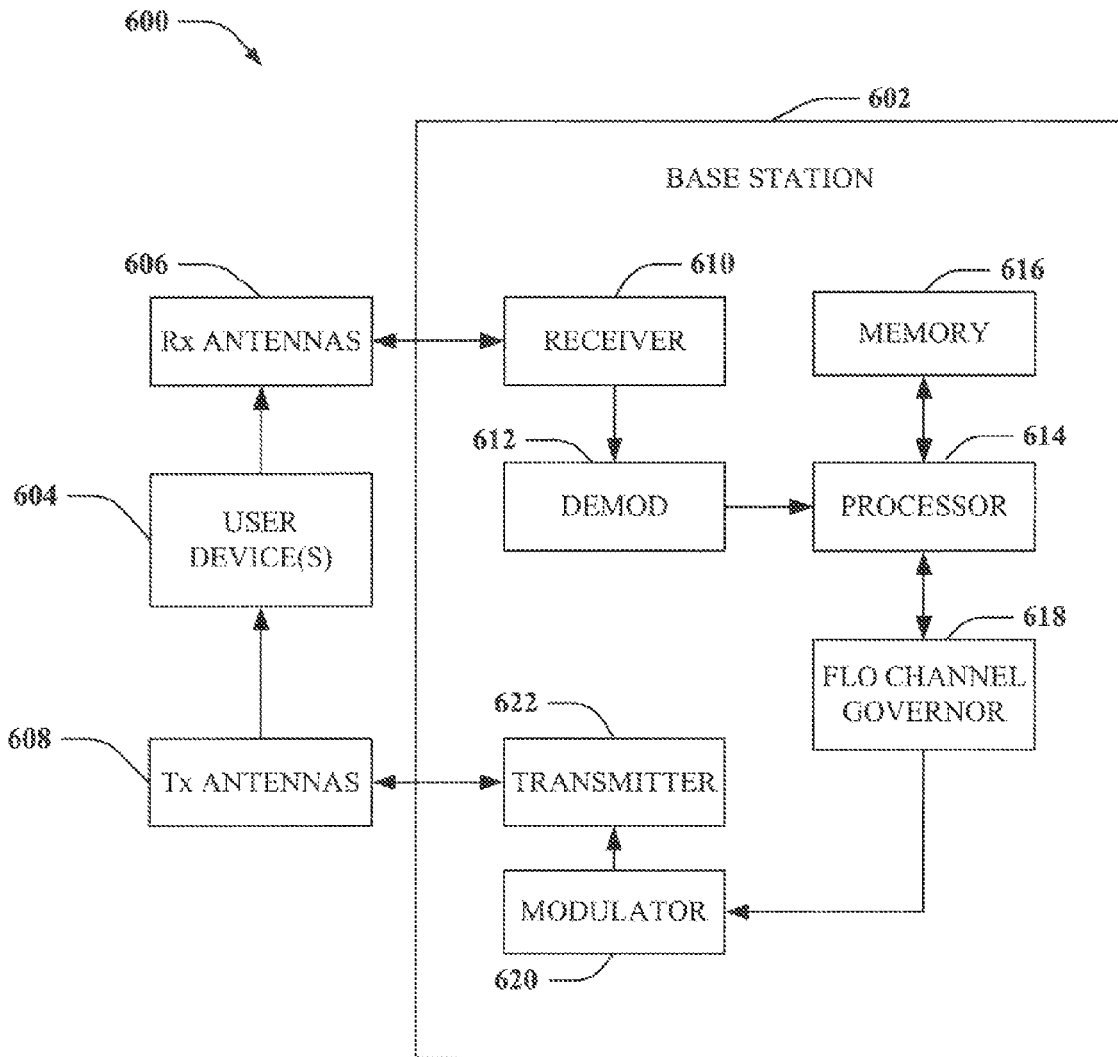 600
602
BASE STATION
606
610
616
Rx ANTENNAS
RECEIVER
MEMORY
612
614
604
USER
DEVICE(S)
DEMOD
PROCESSOR
618
FLO CHANNEL
GOVERNOR
622
608
Tx ANTENNAS
TRANSMITTER
MODULATOR
620